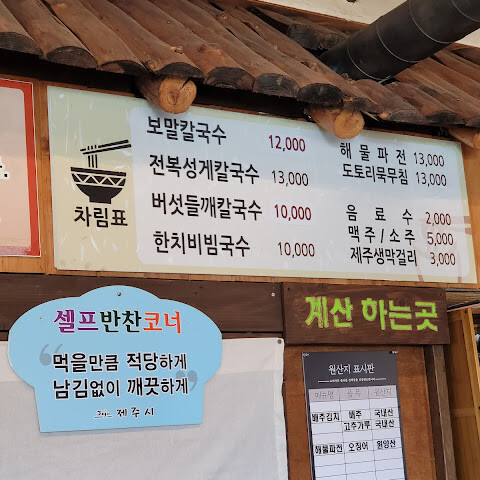 차림표
보말칼국수 12,000
전복성게칼국수 13,000
버섯들깨칼국수 10,000
한치비빔국수 10,000
해물파전 13,000
도토리묵무침 13,000
음료수 2,000
맥주/소주 5,000
제주생막걸리 3,000
셀프반찬코너
“먹을만큼 적당하게
남김없이 깨끗하게”
제주시
계산 하는곳
원산지 표시판
배추김치 배추 국내산
고추가루 국내산
해물파전 오징어 원양산